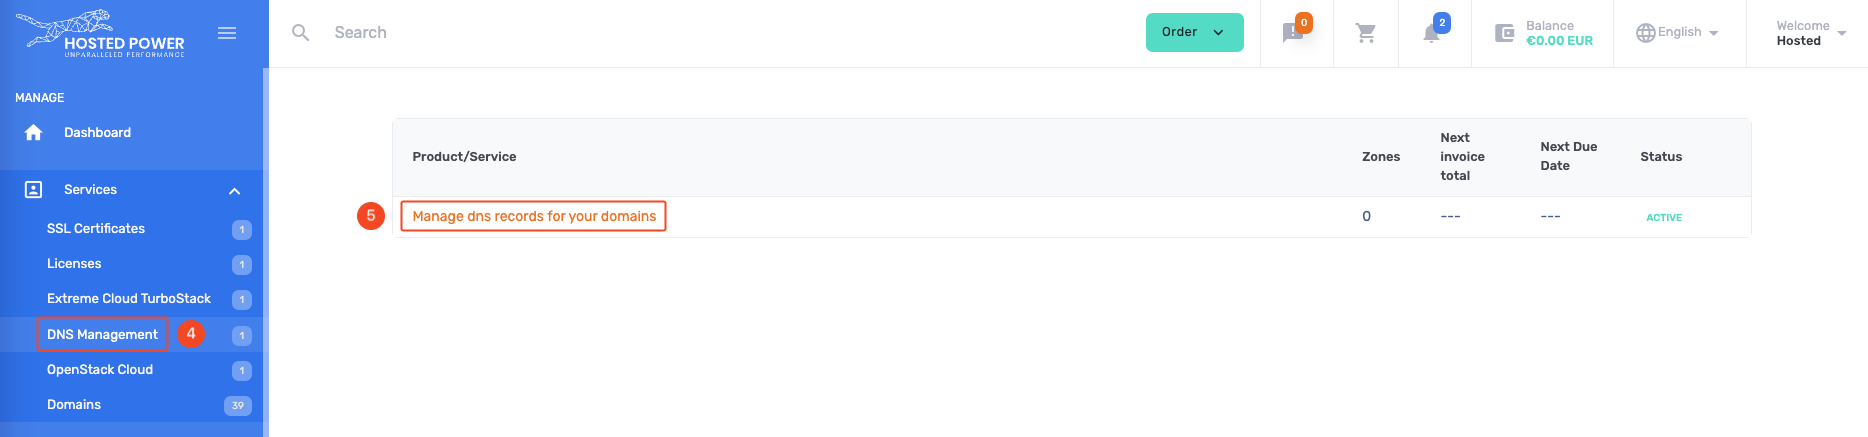 HOSTED POWER
UNPARALLELED PERFORMANCE
Search
Order
0
2
Balance
€0.00 EUR
English
Welcome
Hosted
MANAGE
Dashboard
Services
SSL Certificates 1
Licenses 1
Extreme Cloud TurboStack 1
DNS Management 4 1
OpenStack Cloud 1
Domains 39
Product/Service
Zones
Next
invoice
total
Next Due
Date
Status
5 Manage dns records for your domains 0 --- --- ACTIVE